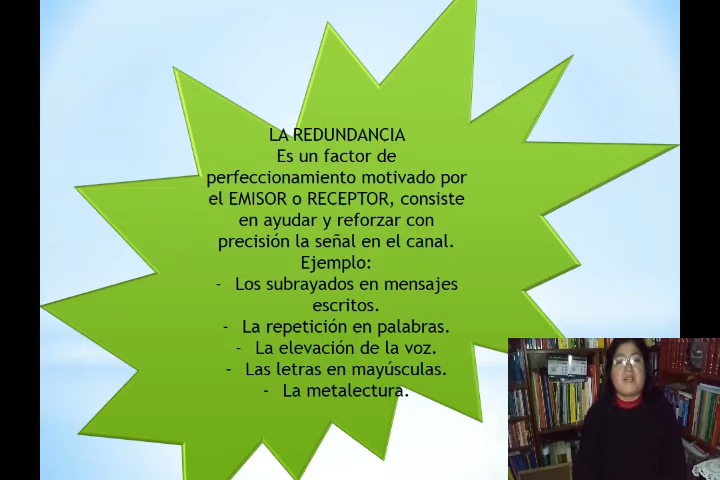 LA REDUNDANCIA
Es un factor de
perfeccionamiento motivado por
el EMISOR o RECEPTOR, consiste
en ayudar y reforzar con
precisión la señal en el canal.
Ejemplo:
- Los subrayados en mensajes
escritos.
- La repetición en palabras.
- La elevación de la voz.
- Las letras en mayúsculas.
- La metalectura.